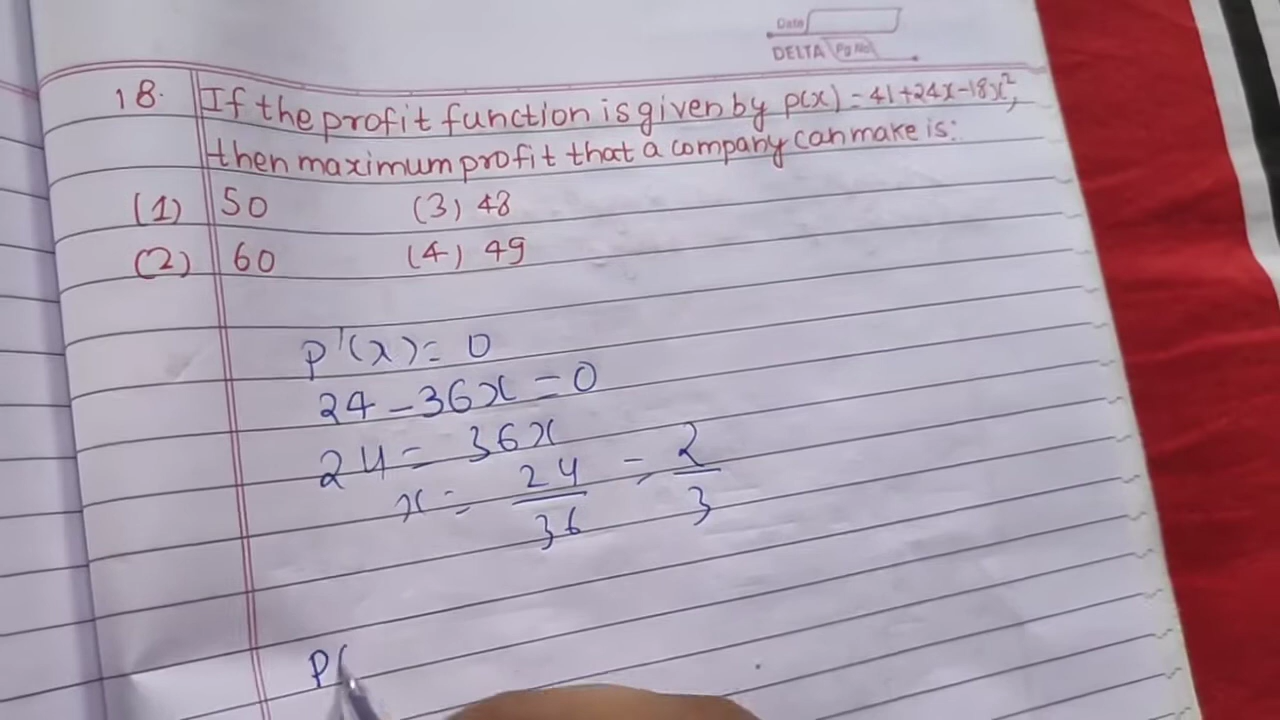 Date
DELTA Pg No
18. If the profit function is given by p(x) = 41+24x-18x²,
then maximum profit that a company can make is:
(1) 50 (3) 48
(2) 60 (4) 49
P'(x) = 0
24 - 36x = 0
24 = 36x
x = 24/36 = 2/3
P(